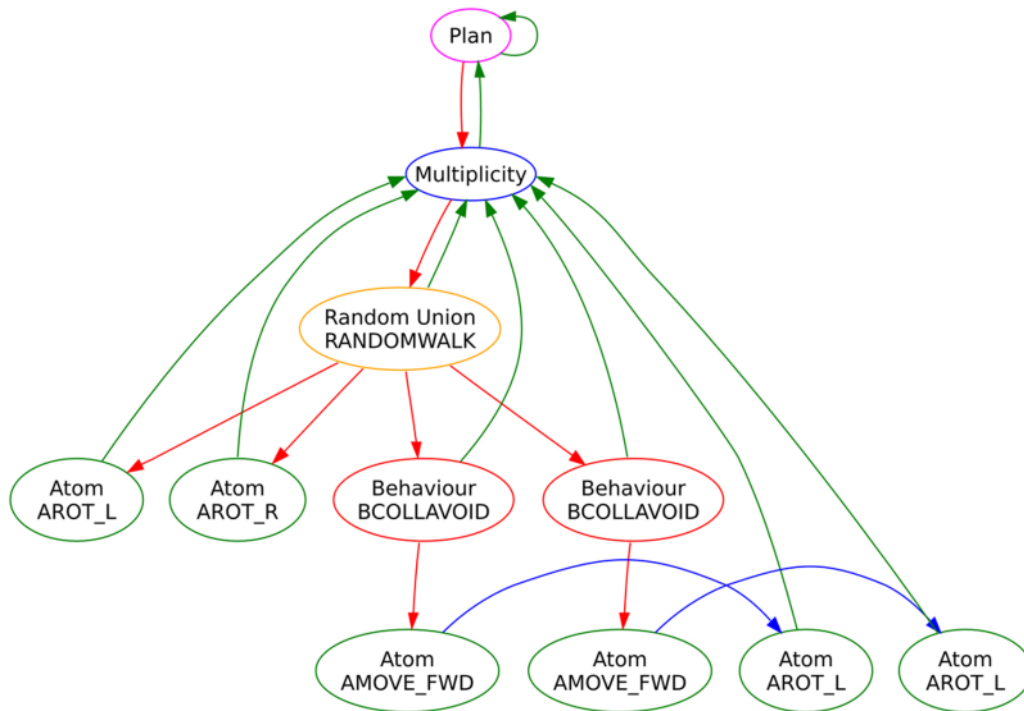 Plan
Multiplicity
Random Union
RANDOMWALK
Atom
AROT_L
Atom
AROT_R
Behaviour
BCOLLAVOID
Behaviour
BCOLLAVOID
Atom
AMOVE_FWD
Atom
AMOVE_FWD
Atom
AROT_L
Atom
AROT_L